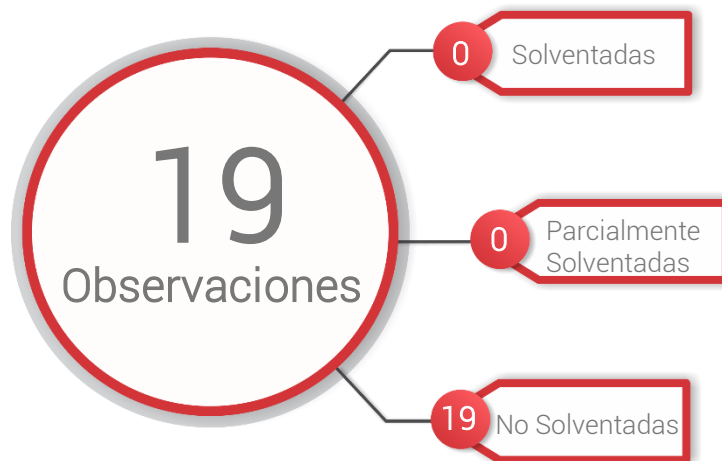 19
Observaciones
0
Solventadas
0
Parcialmente
Solventadas
19
No Solventadas